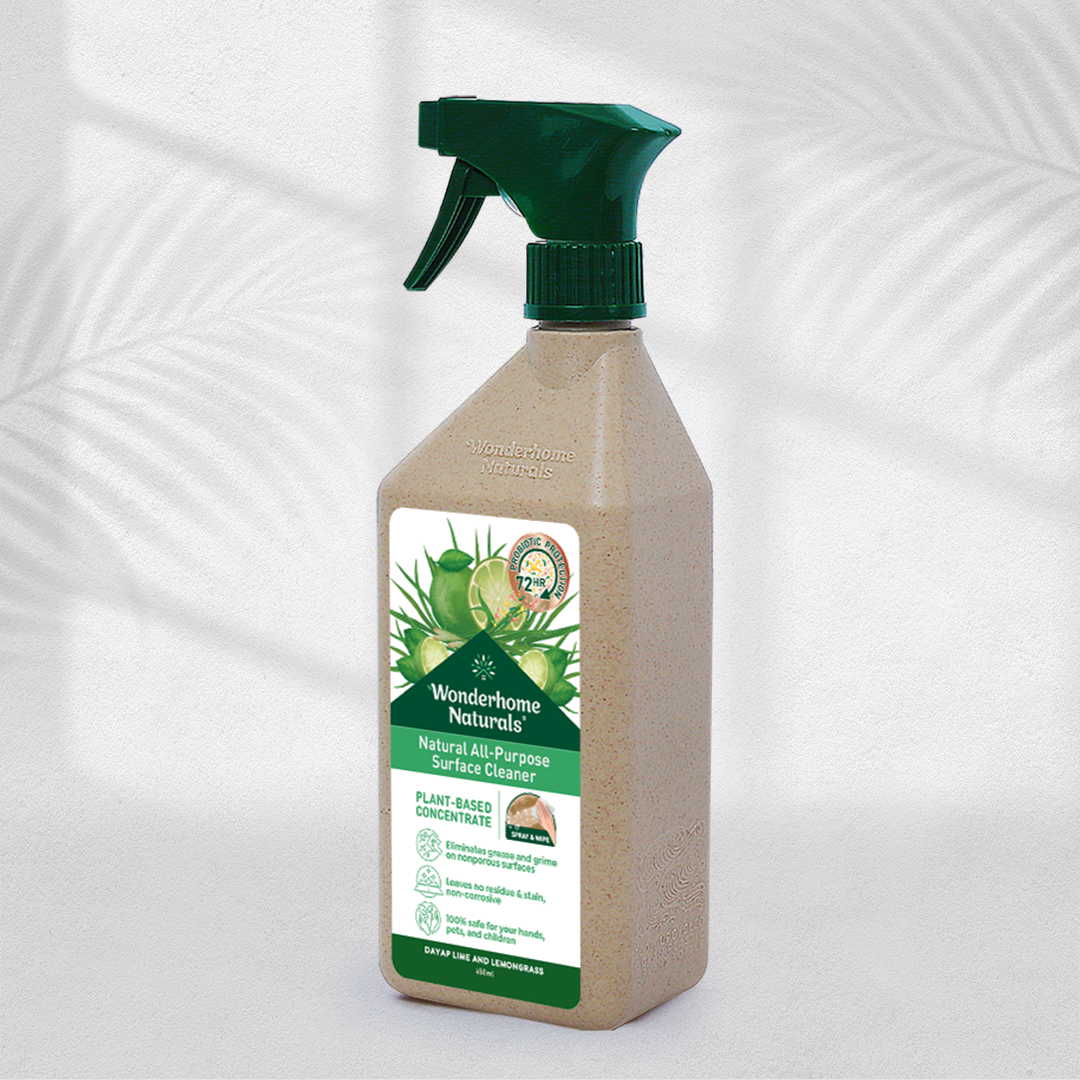 Wonderhome
Naturals
PROBIOTIC PROTECTION
72HR
Wonderhome
Naturals
Natural All-Purpose
Surface Cleaner
PLANT-BASED
CONCENTRATE
SPRAY & WIPE
Eliminates grease and grime
on nonporous surfaces
Leaves no residue & stain,
non-corrosive
100% safe for your hands,
pets, and children
DAYAP LIME AND LEMONGRASS
450ml